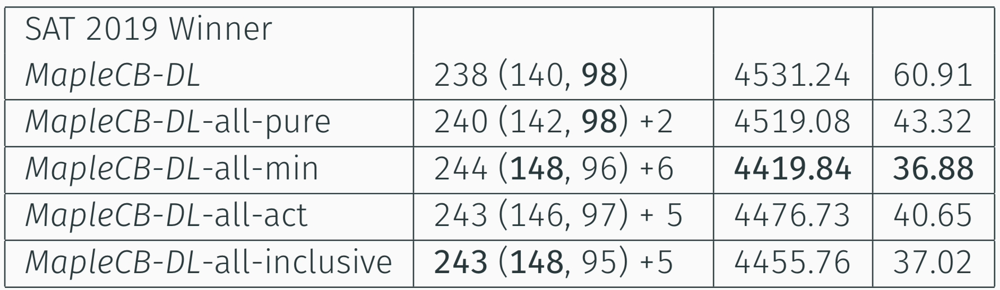 SAT 2019 Winner
MapleCB-DL 238 (140, 98) 4531.24 60.91
MapleCB-DL-all-pure 240 (142, 98) +2 4519.08 43.32
MapleCB-DL-all-min 244 (148, 96) +6 4419.84 36.88
MapleCB-DL-all-act 243 (146, 97) + 5 4476.73 40.65
MapleCB-DL-all-inclusive 243 (148, 95) +5 4455.76 37.02